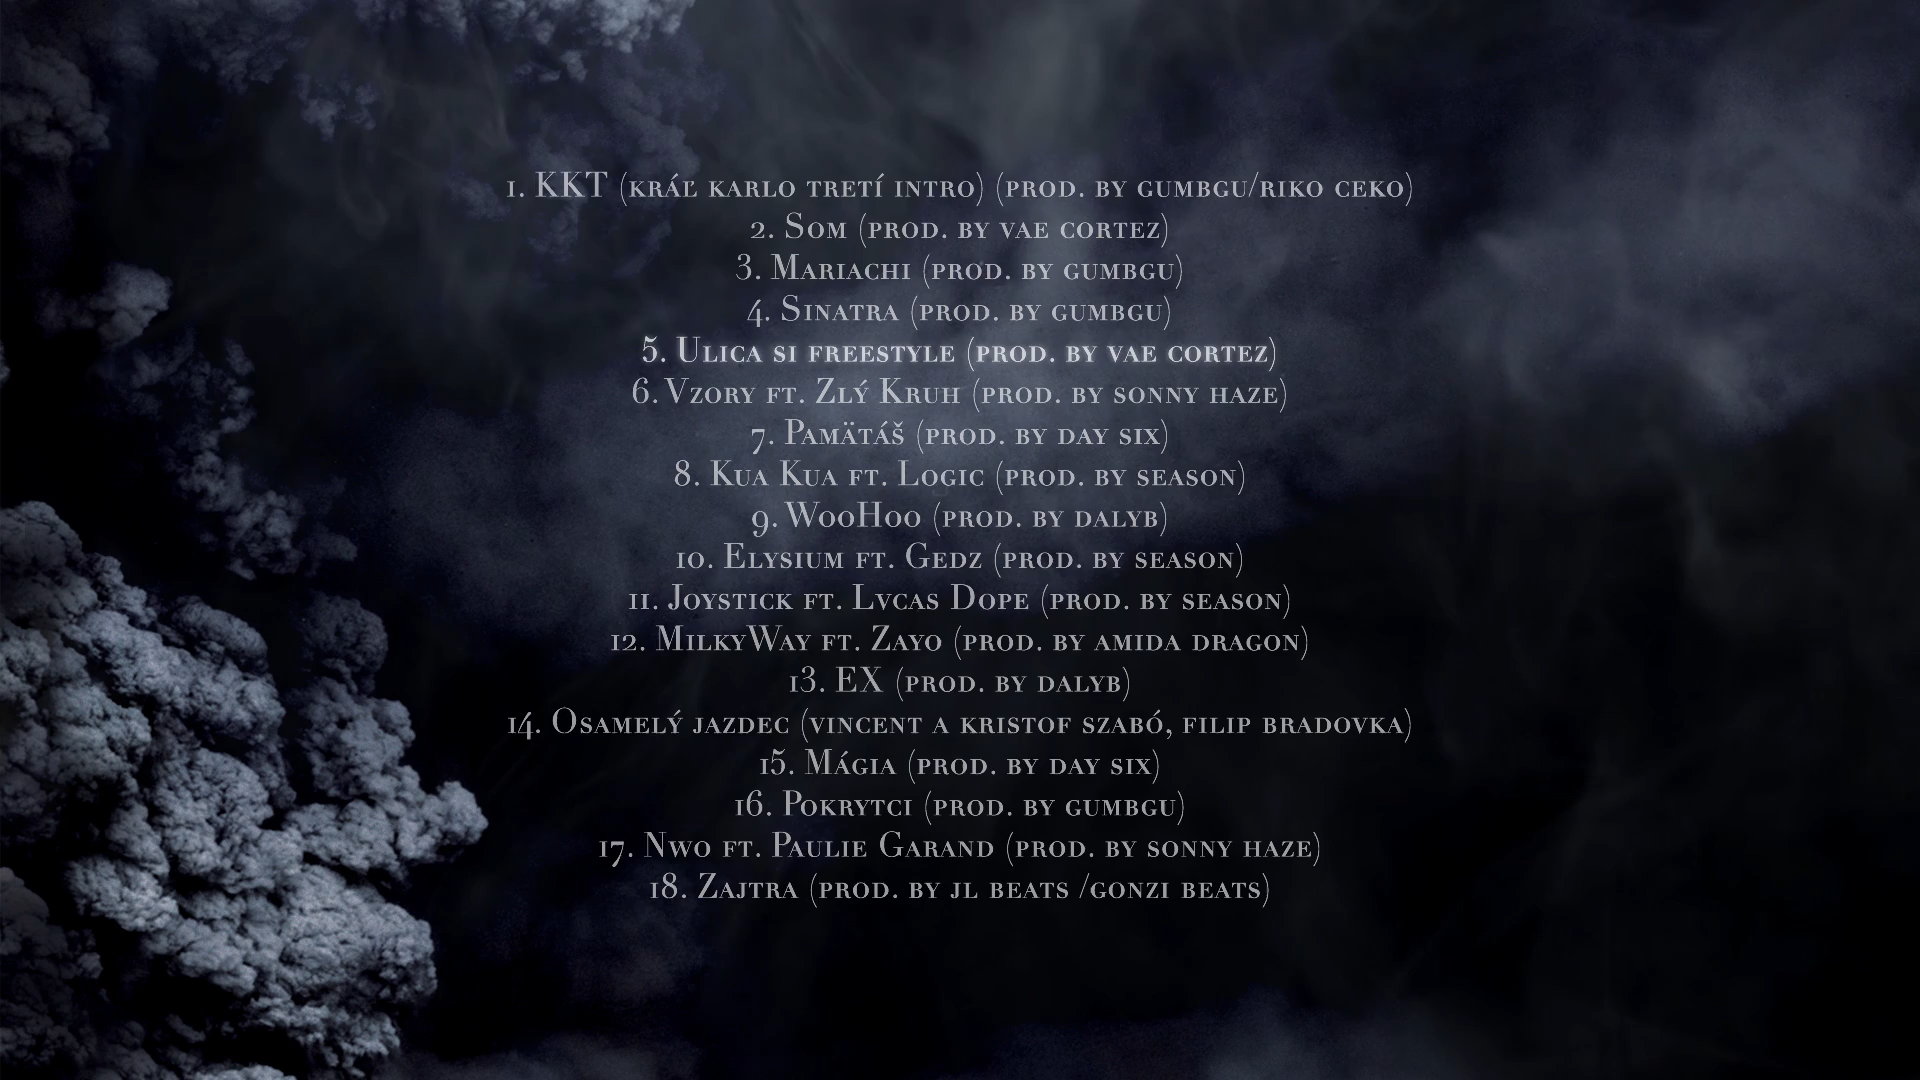 1. KKT (kráľ karlo tretí intro) (prod. by gumbgu/riko ceko)
2. Som (prod. by vae cortez)
3. Mariachi (prod. by gumbgu)
4. Sinatra (prod. by gumbgu)
5. Ulica si freestyle (prod. by vae cortez)
6. Vzory ft. Zlý Kruh (prod. by sonny haze)
7. Pamätáš (prod. by day six)
8. Kua Kua ft. Logic (prod. by season)
9. WooHoo (prod. by dalyb)
10. Elysium ft. Gedz (prod. by season)
11. Joystick ft. Lvcas Dope (prod. by season)
12. MilkyWay ft. Zayo (prod. by amida dragon)
13. EX (prod. by dalyb)
14. Osamelý jazdec (vincent a kristof szabó, filip bradovka)
15. Mágia (prod. by day six)
16. Pokrytci (prod. by gumbgu)
17. Nwo ft. Paulie Garand (prod. by sonny haze)
18. Zajtra (prod. by jl beats /gonzi beats)